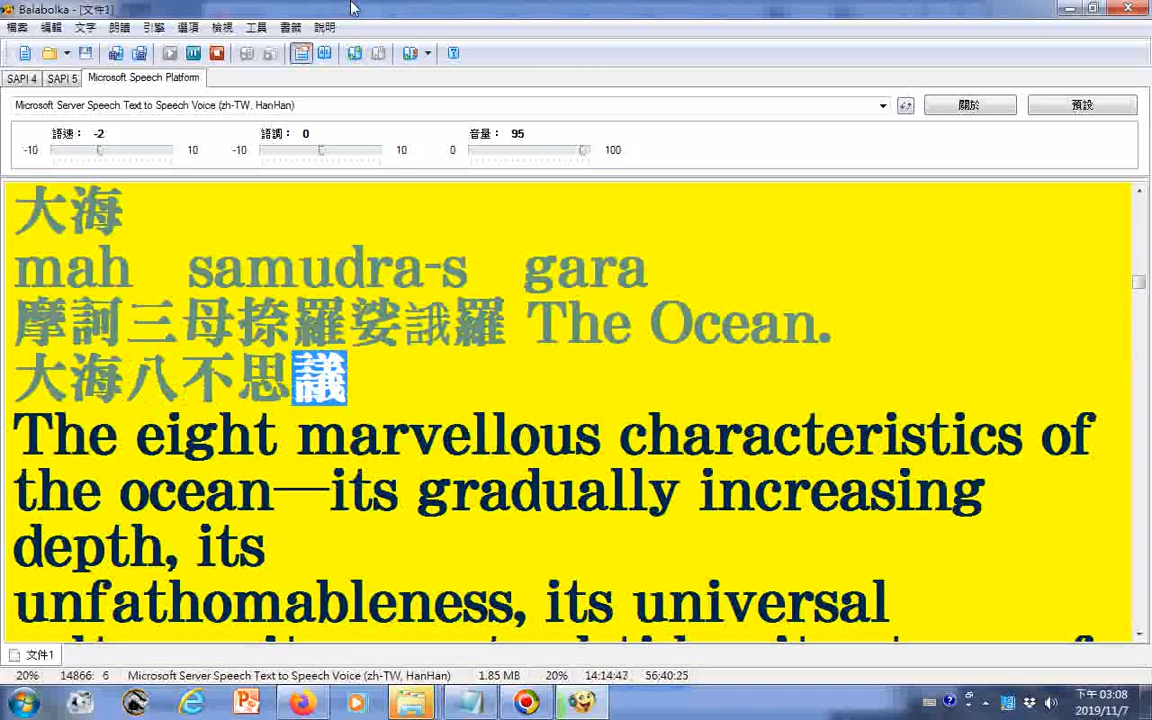 Balabolka - [文件1]
檔案 編輯 文字 朗讀 引擎 選項 檢視 工具 書籤 說明
SAPI 4 SAPI 5 Microsoft Speech Platform
Microsoft Server Speech Text to Speech Voice (zh-TW, HanHan) 關於 預設
語速： -2 語調： 0 音量： 95
-10 10 -10 10 0 100
大海
mah samudra-s gara
摩訶三母捺羅娑誐羅 The Ocean.
大海八不思議
The eight marvellous characteristics of
the ocean—its gradually increasing
depth, its
unfathomableness, its universal
文件1
20% 14866: 6 Microsoft Server Speech Text to Speech Voice (zh-TW, HanHan) 1.85 MB 20% 14:14:42 56:40:25
下午 03:08
2019/11/7